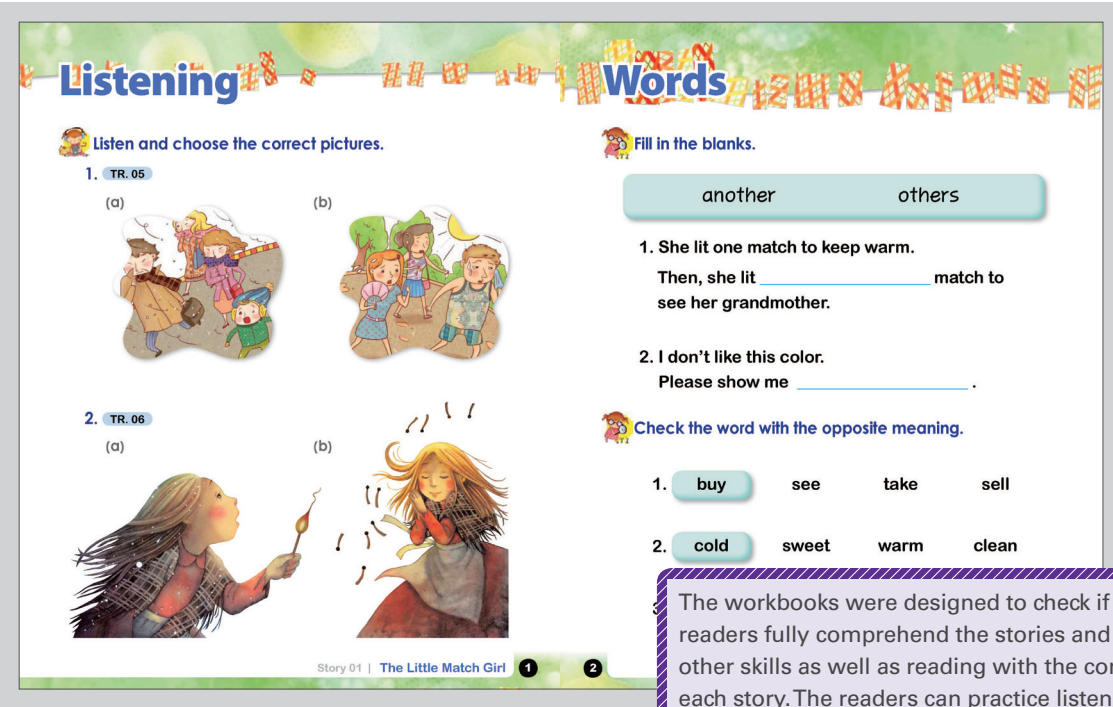 Listening
Listen and choose the correct pictures.
1. TR. 05
(a)
(b)
2. TR. 06
(a)
(b)
Story 01 | The Little Match Girl 1
Words
Fill in the blanks.
another others
1. She lit one match to keep warm.
Then, she lit match to
see her grandmother.
2. I don't like this color.
Please show me .
Check the word with the opposite meaning.
1. buy see take sell
2. cold sweet warm clean
2
The workbooks were designed to check if
readers fully comprehend the stories and
other skills as well as reading with the
each story. The readers can practice